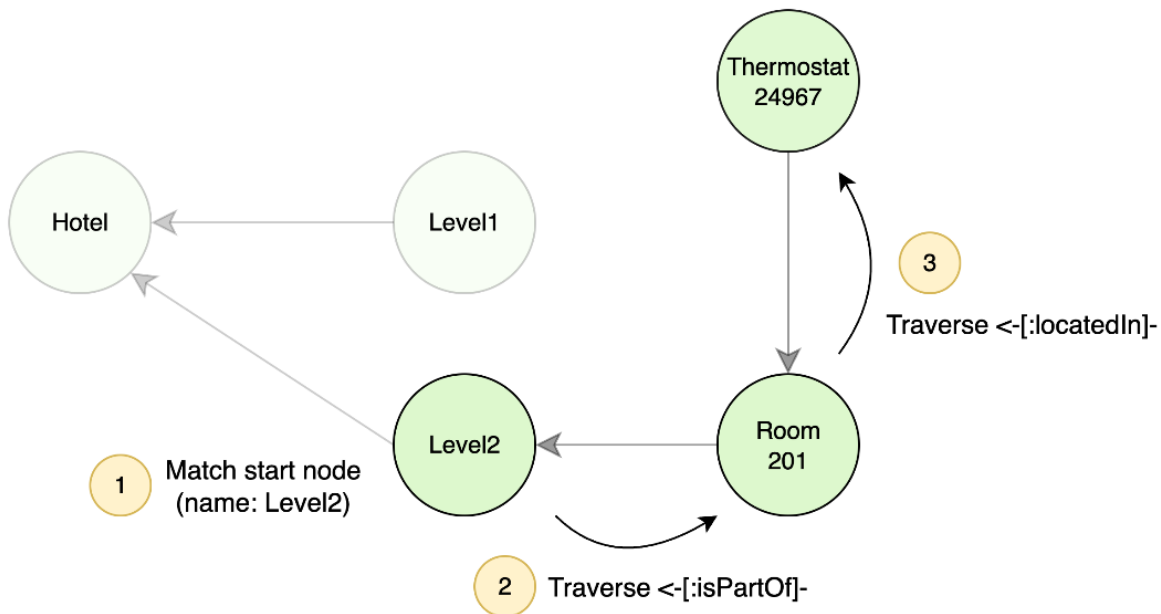 Thermostat
24967
Hotel
Level1
3
Traverse <-[:locatedIn]-
Level2
Room
201
1
Match start node
(name: Level2)
2
Traverse <-[:isPartOf]-